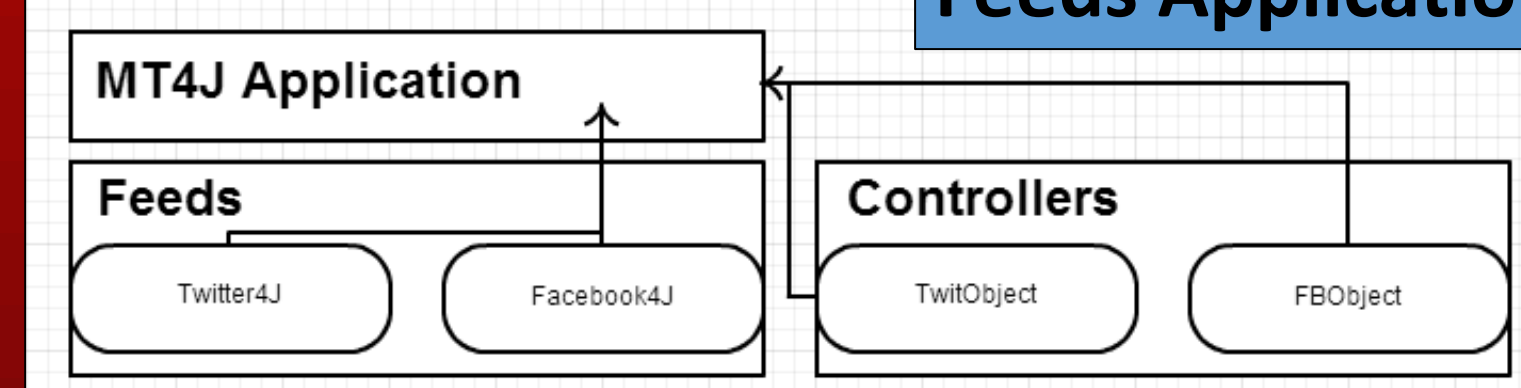 Feeds Applicatio
MT4J Application
Feeds
Controllers
Twitter4J
Facebook4J
TwitObject
FBObject